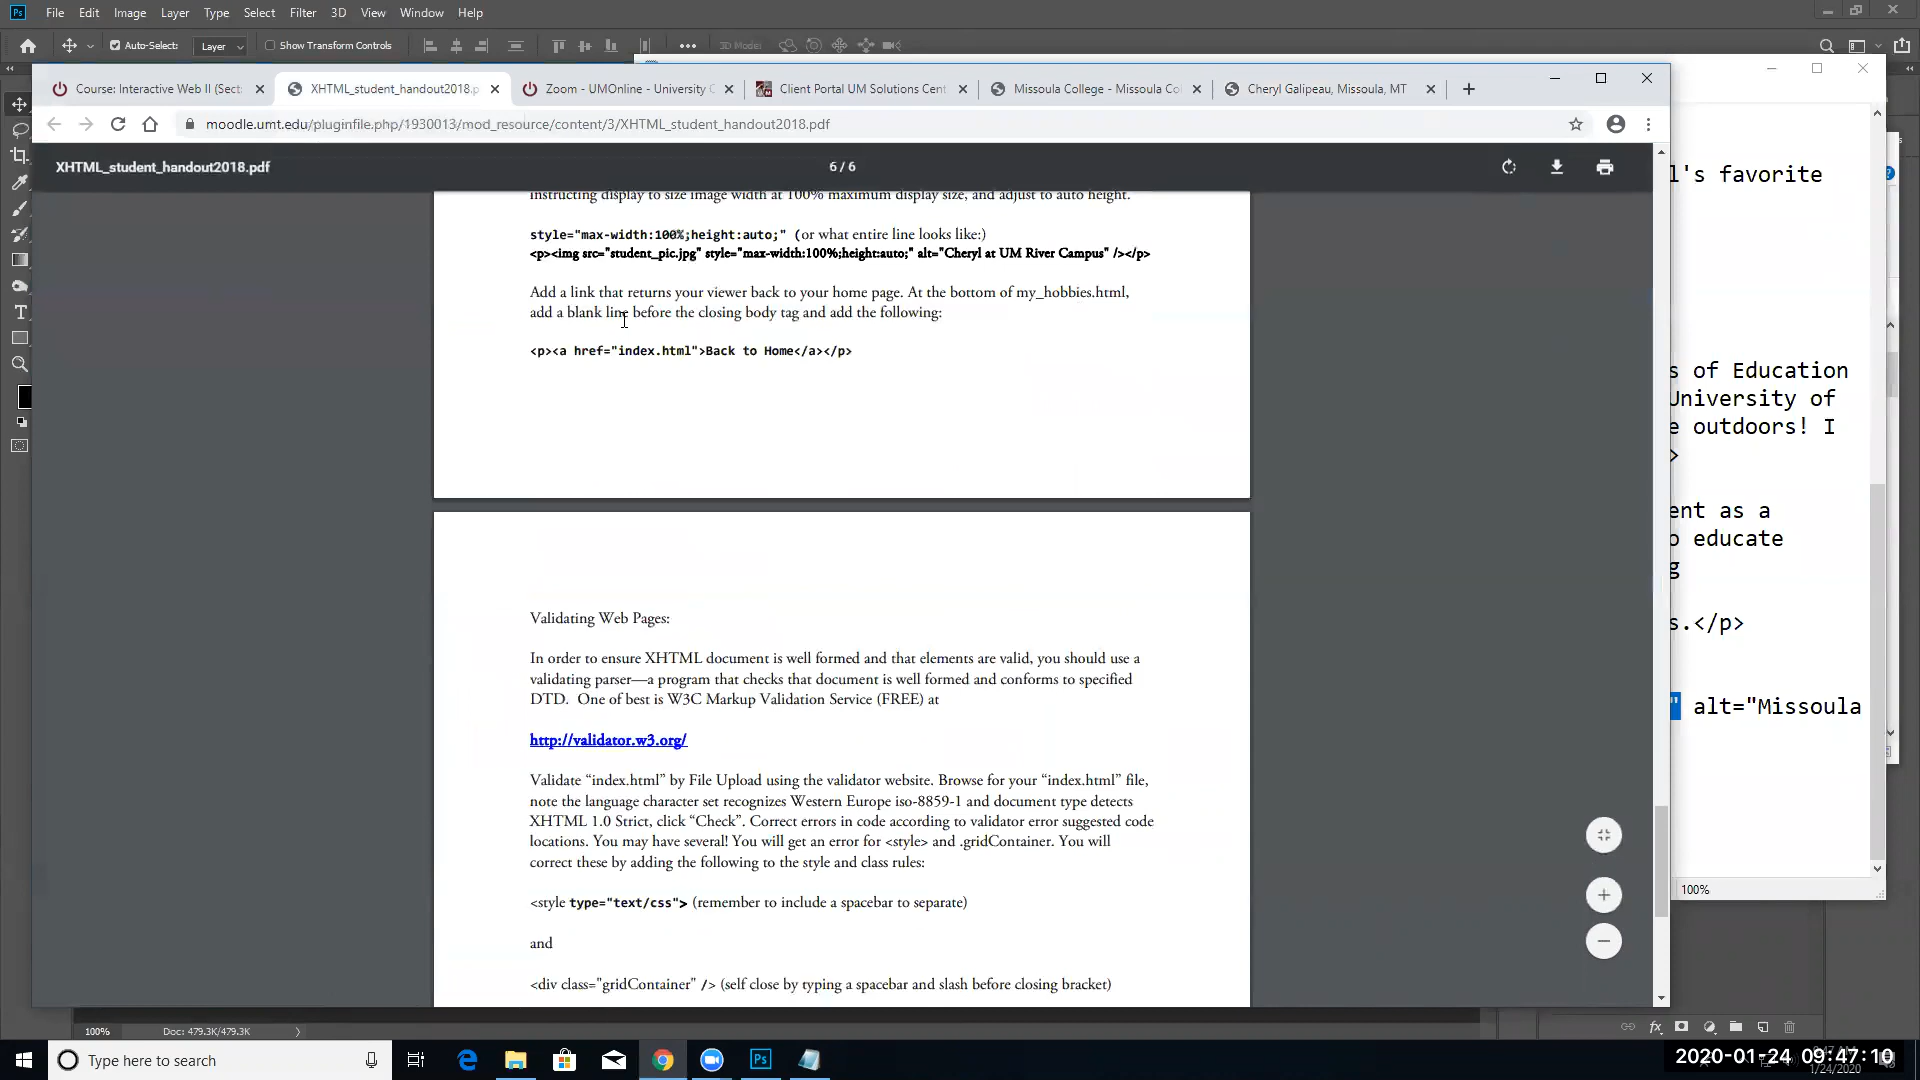 File Edit Image Layer Type Select Filter 3D View Window Help
Auto-Select: Layer Show Transform Controls 3D Model
Course: Interactive Web II (Sect
XHTML_student_handout2018.p
Zoom - UMOnline - University C
Client Portal UM Solutions Cent
Missoula College - Missoula Co
Cheryl Galipeau, Missoula, MT
moodle.umt.edu/pluginfile.php/1930013/mod_resource/content/3/XHTML_student_handout2018.pdf
XHTML_student_handout2018.pdf
6 / 6
instructing display to size image width at 100% maximum display size, and adjust to auto height.
style="max-width:100%;height:auto;" (or what entire line looks like:)
<p><img src="student_pic.jpg" style="max-width:100%;height:auto;" alt="Cheryl at UM River Campus" /></p>
Add a link that returns your viewer back to your home page. At the bottom of my_hobbies.html,
add a blank line before the closing body tag and add the following:
<p><a href="index.html">Back to Home</a></p>
Validating Web Pages:
In order to ensure XHTML document is well formed and that elements are valid, you should use a
validating parser—a program that checks that document is well formed and conforms to specified
DTD. One of best is W3C Markup Validation Service (FREE) at
http://validator.w3.org/
Validate “index.html” by File Upload using the validator website. Browse for your “index.html” file,
note the language character set recognizes Western Europe iso-8859-1 and document type detects
XHTML 1.0 Strict, click “Check”. Correct errors in code according to validator error suggested code
locations. You may have several! You will get an error for <style> and .gridContainer. You will
correct these by adding the following to the style and class rules:
<style type="text/css"> (remember to include a spacebar to separate)
and
<div class="gridContainer" /> (self close by typing a spacebar and slash before closing bracket)
l's favorite
s of Education
University of
e outdoors! I
>
ent as a
o educate
g
s.</p>
" alt="Missoula
100%
100% Doc: 479.3K/479.3K
fx
Type here to search
Ps
2020-01-24 09:47:10
1/24/2020